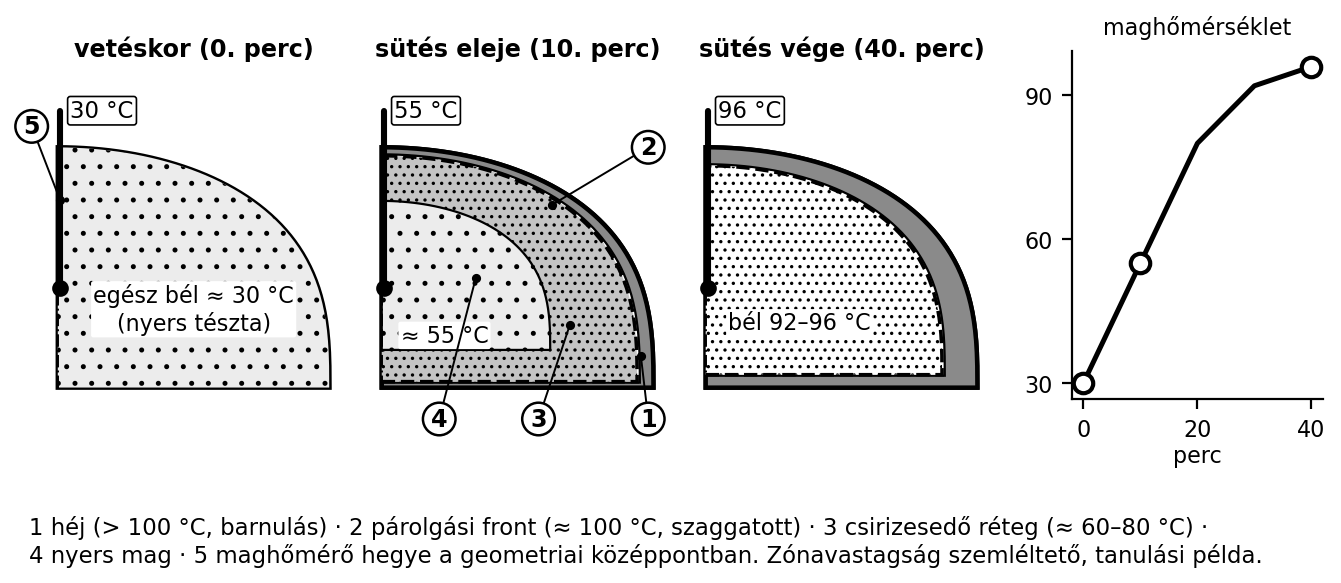 maghőmérséklet
vetéskor (0. perc)
sütés eleje (10. perc)
sütés vége (40. perc)
30 °C
55 °C
96 °C
5
2
egész bél ≈ 30 °C
(nyers tészta)
≈ 55 °C
bél 92–96 °C
4
3
1
90
60
30
0
20
40
perc
1 héj (> 100 °C, barnulás) · 2 párolgási front (≈ 100 °C, szaggatott) · 3 csirizesedő réteg (≈ 60–80 °C) ·
4 nyers mag · 5 maghőmérő hegye a geometriai középpontban. Zónavastagság szemléltető, tanulási példa.